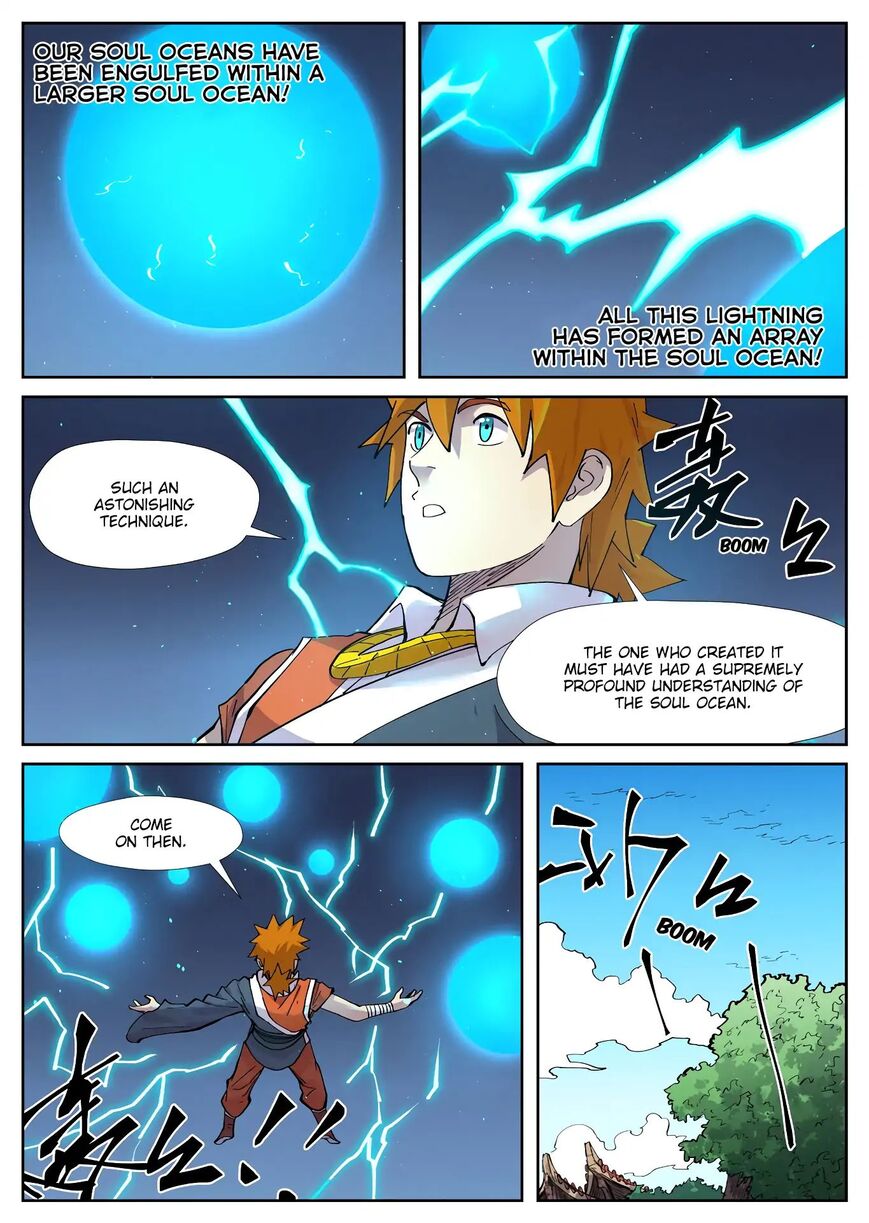 OUR SOUL OCEANS HAVE
BEEN ENGULFED WITHIN A
LARGER SOUL OCEAN!
ALL THIS LIGHTNING
HAS FORMED AN ARRAY
WITHIN THE SOUL OCEAN!
SUCH AN
ASTONISHING
TECHNIQUE.
轰
BOOM
THE ONE WHO CREATED IT
MUST HAVE HAD A SUPREMELY
PROFOUND UNDERSTANDING OF
THE SOUL OCEAN.
COME
ON THEN.
轰!!
BOOM